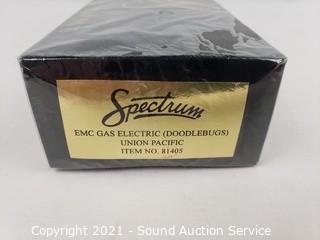 Spectrum
EMC GAS ELECTRIC (DOODLEBUGS)
UNION PACIFIC
ITEM NO. 81405
Copyright © 2021 - Sound Auction Service